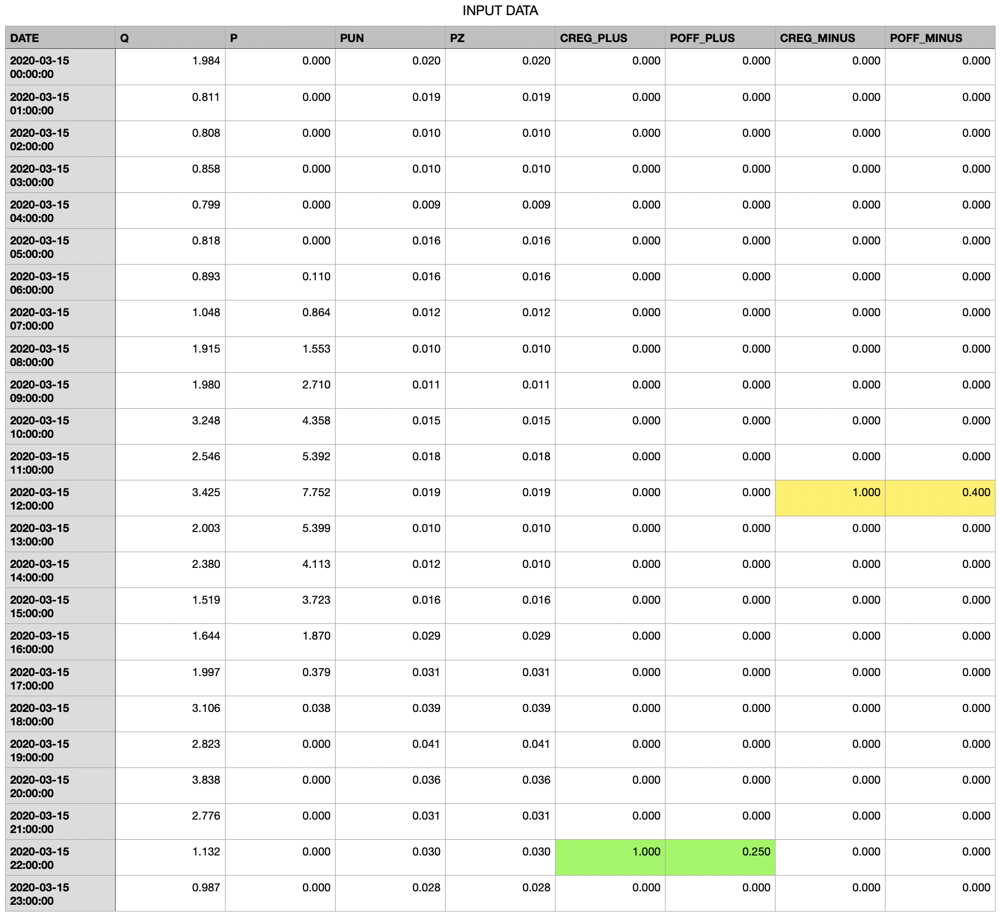 INPUT DATA
DATE Q P PUN PZ CREG_PLUS POFF_PLUS CREG_MINUS POFF_MINUS
2020-03-15 1.984 0.000 0.020 0.020 0.000 0.000 0.000 0.000
00:00:00
2020-03-15 0.811 0.000 0.019 0.019 0.000 0.000 0.000 0.000
01:00:00
2020-03-15 0.808 0.000 0.010 0.010 0.000 0.000 0.000 0.000
02:00:00
2020-03-15 0.858 0.000 0.010 0.010 0.000 0.000 0.000 0.000
03:00:00
2020-03-15 0.799 0.000 0.009 0.009 0.000 0.000 0.000 0.000
04:00:00
2020-03-15 0.818 0.000 0.016 0.016 0.000 0.000 0.000 0.000
05:00:00
2020-03-15 0.893 0.110 0.016 0.016 0.000 0.000 0.000 0.000
06:00:00
2020-03-15 1.048 0.864 0.012 0.012 0.000 0.000 0.000 0.000
07:00:00
2020-03-15 1.915 1.553 0.010 0.010 0.000 0.000 0.000 0.000
08:00:00
2020-03-15 1.980 2.710 0.011 0.011 0.000 0.000 0.000 0.000
09:00:00
2020-03-15 3.248 4.358 0.015 0.015 0.000 0.000 0.000 0.000
10:00:00
2020-03-15 2.546 5.392 0.018 0.018 0.000 0.000 0.000 0.000
11:00:00
2020-03-15 3.425 7.752 0.019 0.019 0.000 0.000 1.000 0.400
12:00:00
2020-03-15 2.003 5.399 0.010 0.010 0.000 0.000 0.000 0.000
13:00:00
2020-03-15 2.380 4.113 0.012 0.010 0.000 0.000 0.000 0.000
14:00:00
2020-03-15 1.519 3.723 0.016 0.016 0.000 0.000 0.000 0.000
15:00:00
2020-03-15 1.644 1.870 0.029 0.029 0.000 0.000 0.000 0.000
16:00:00
2020-03-15 1.997 0.379 0.031 0.031 0.000 0.000 0.000 0.000
17:00:00
2020-03-15 3.106 0.038 0.039 0.039 0.000 0.000 0.000 0.000
18:00:00
2020-03-15 2.823 0.000 0.041 0.041 0.000 0.000 0.000 0.000
19:00:00
2020-03-15 3.838 0.000 0.036 0.036 0.000 0.000 0.000 0.000
20:00:00
2020-03-15 2.776 0.000 0.031 0.031 0.000 0.000 0.000 0.000
21:00:00
2020-03-15 1.132 0.000 0.030 0.030 1.000 0.250 0.000 0.000
22:00:00
2020-03-15 0.987 0.000 0.028 0.028 0.000 0.000 0.000 0.000
23:00:00